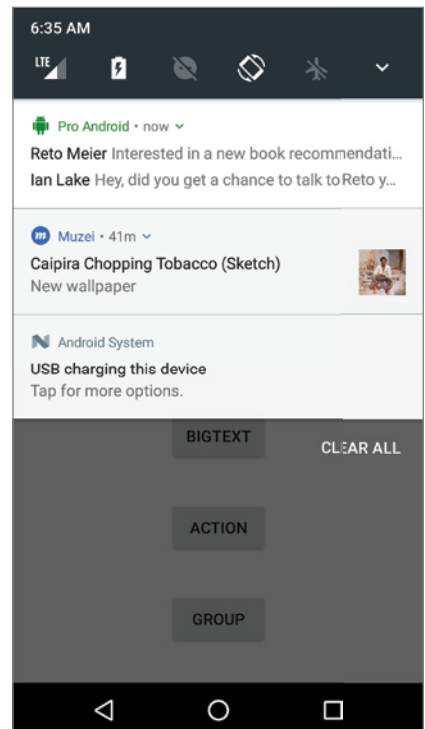 6:35 AM
LTE
Pro Android • now
Reto Meier Interested in a new book recommendati...
Ian Lake Hey, did you get a chance to talk to Reto y...
m Muzei • 41m
Caipira Chopping Tobacco (Sketch)
New wallpaper
N Android System
USB charging this device
Tap for more options.
BIGTEXT
CLEAR ALL
ACTION
GROUP